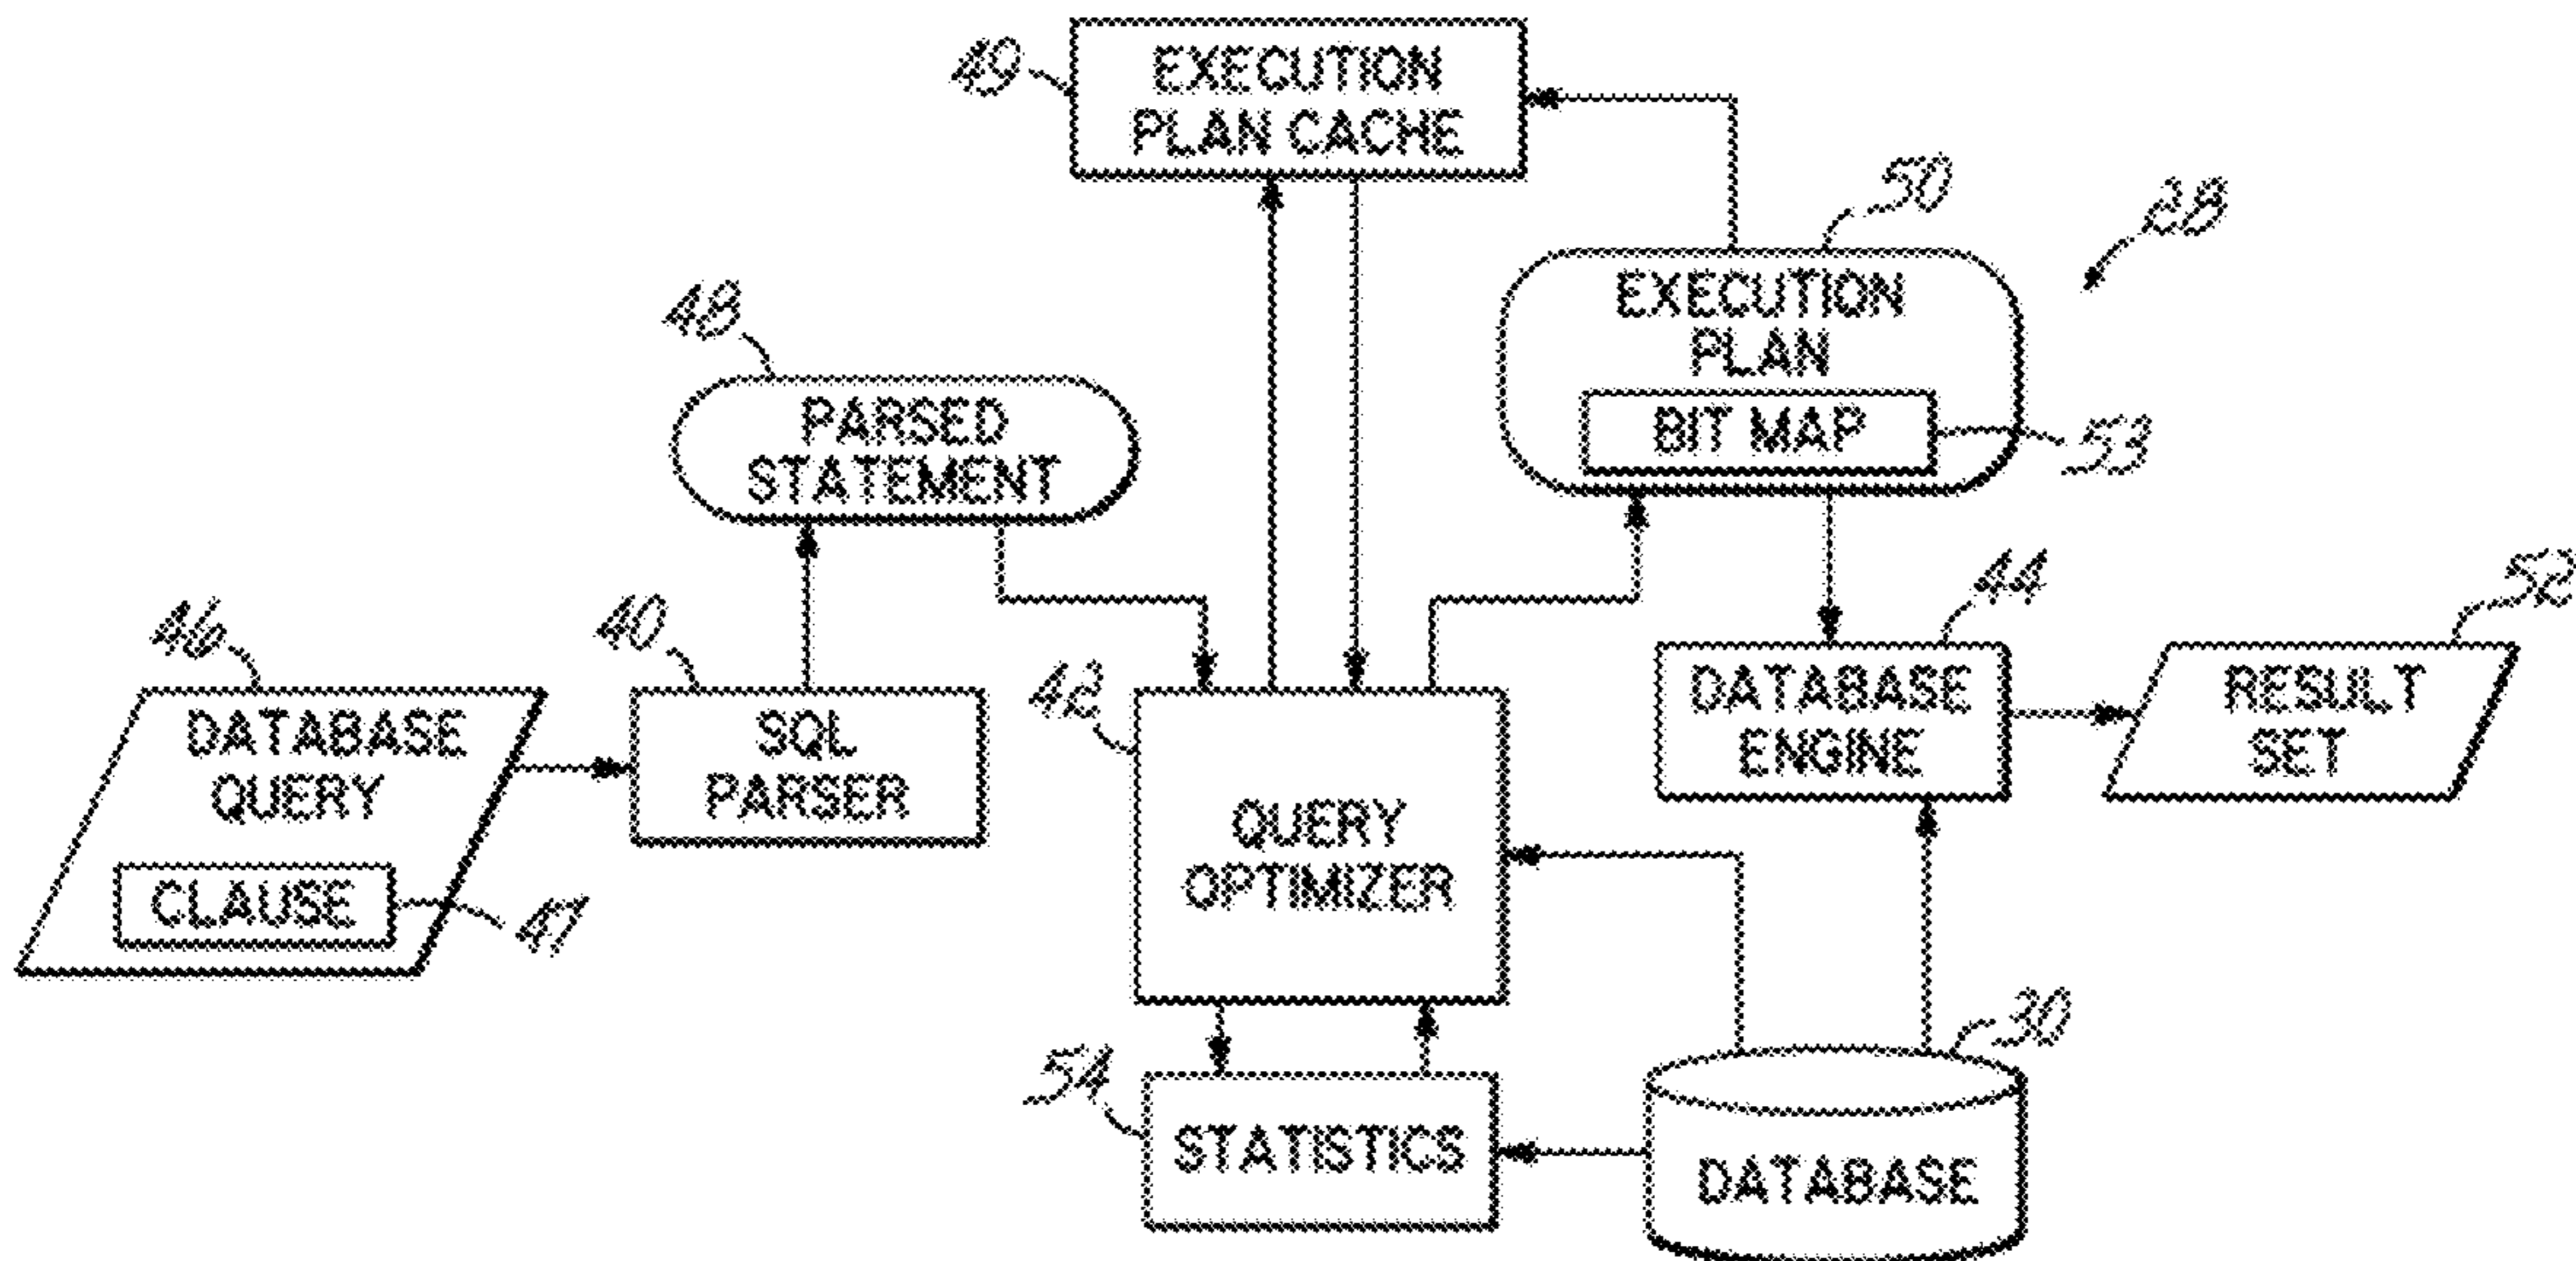 49
EXECUTION
PLAN CACHE
50
28
EXECUTION
PLAN
BIT MAP
53
48
PARSED
STATEMENT
46
DATABASE
QUERY
CLAUSE
47
40
SQL
PARSER
42
QUERY
OPTIMIZER
44
DATABASE
ENGINE
52
RESULT
SET
54
STATISTICS
30
DATABASE